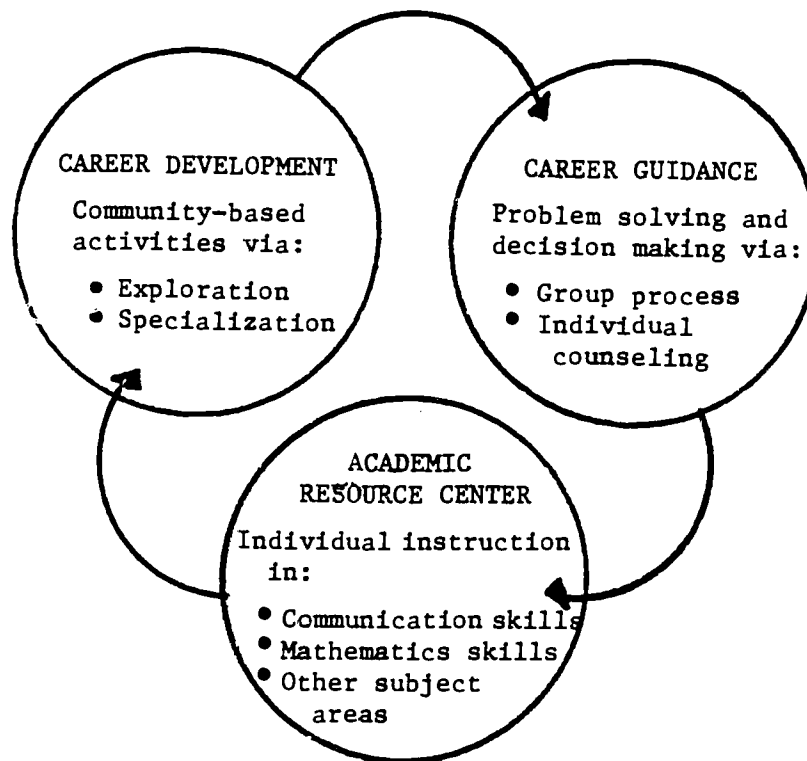 CAREER DEVELOPMENT
Community-based
activities via:
• Exploration
• Specialization
CAREER GUIDANCE
Problem solving and
decision making via:
• Group process
• Individual
counseling
ACADEMIC
RESOURCE CENTER
Individual instruction
in:
• Communication skills
• Mathematics skills
• Other subject
areas